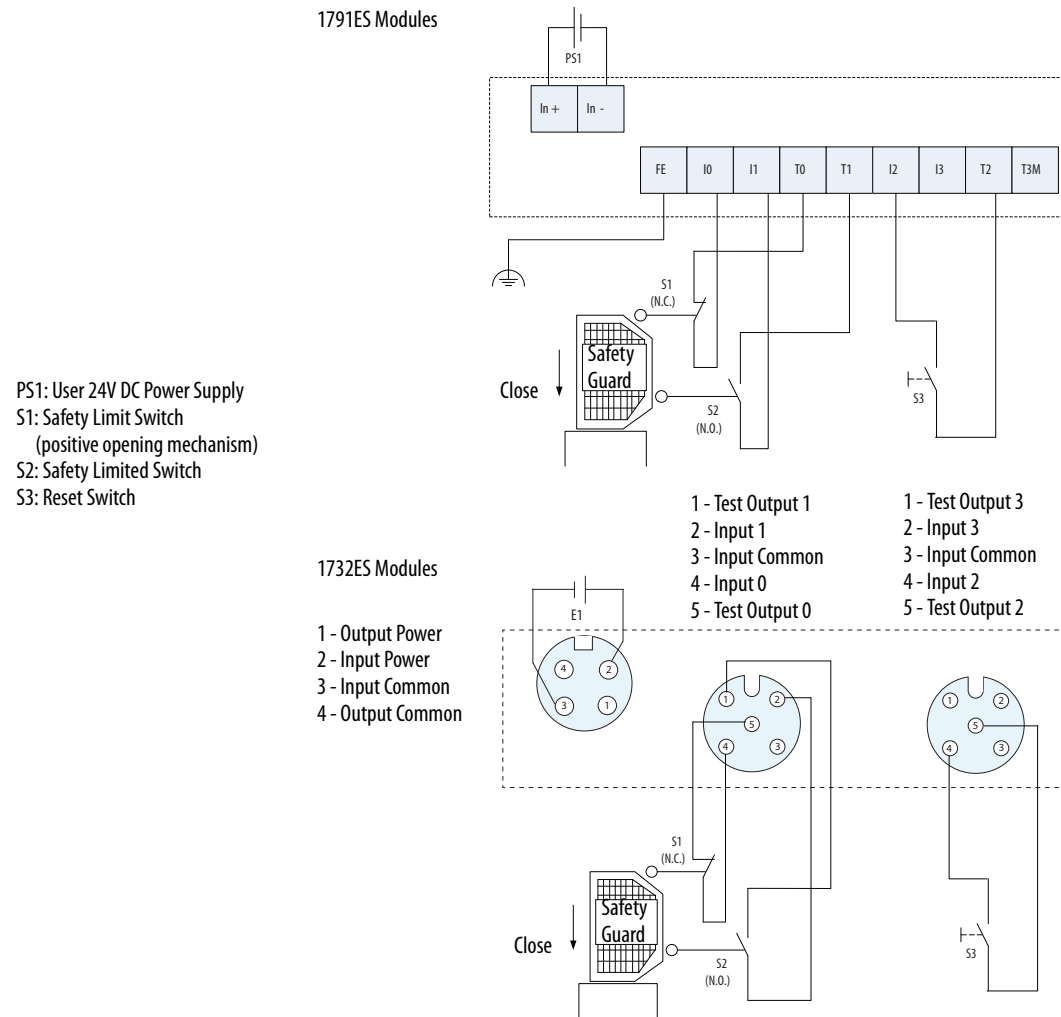 1791ES Modules
PS1
In +
In -
FE
I0
I1
T0
T1
I2
I3
T2
T3M
S1
(N.C.)
Safety
Guard
Close
S2
(N.O.)
S3
PS1: User 24V DC Power Supply
S1: Safety Limit Switch
(positive opening mechanism)
S2: Safety Limited Switch
S3: Reset Switch
1 - Test Output 1
2 - Input 1
3 - Input Common
4 - Input 0
5 - Test Output 0
1 - Test Output 3
2 - Input 3
3 - Input Common
4 - Input 2
5 - Test Output 2
1732ES Modules
1 - Output Power
2 - Input Power
3 - Input Common
4 - Output Common
E1
4
2
3
1
1
2
5
4
3
1
2
5
4
3
S1
(N.C.)
Safety
Guard
Close
S2
(N.O.)
S3